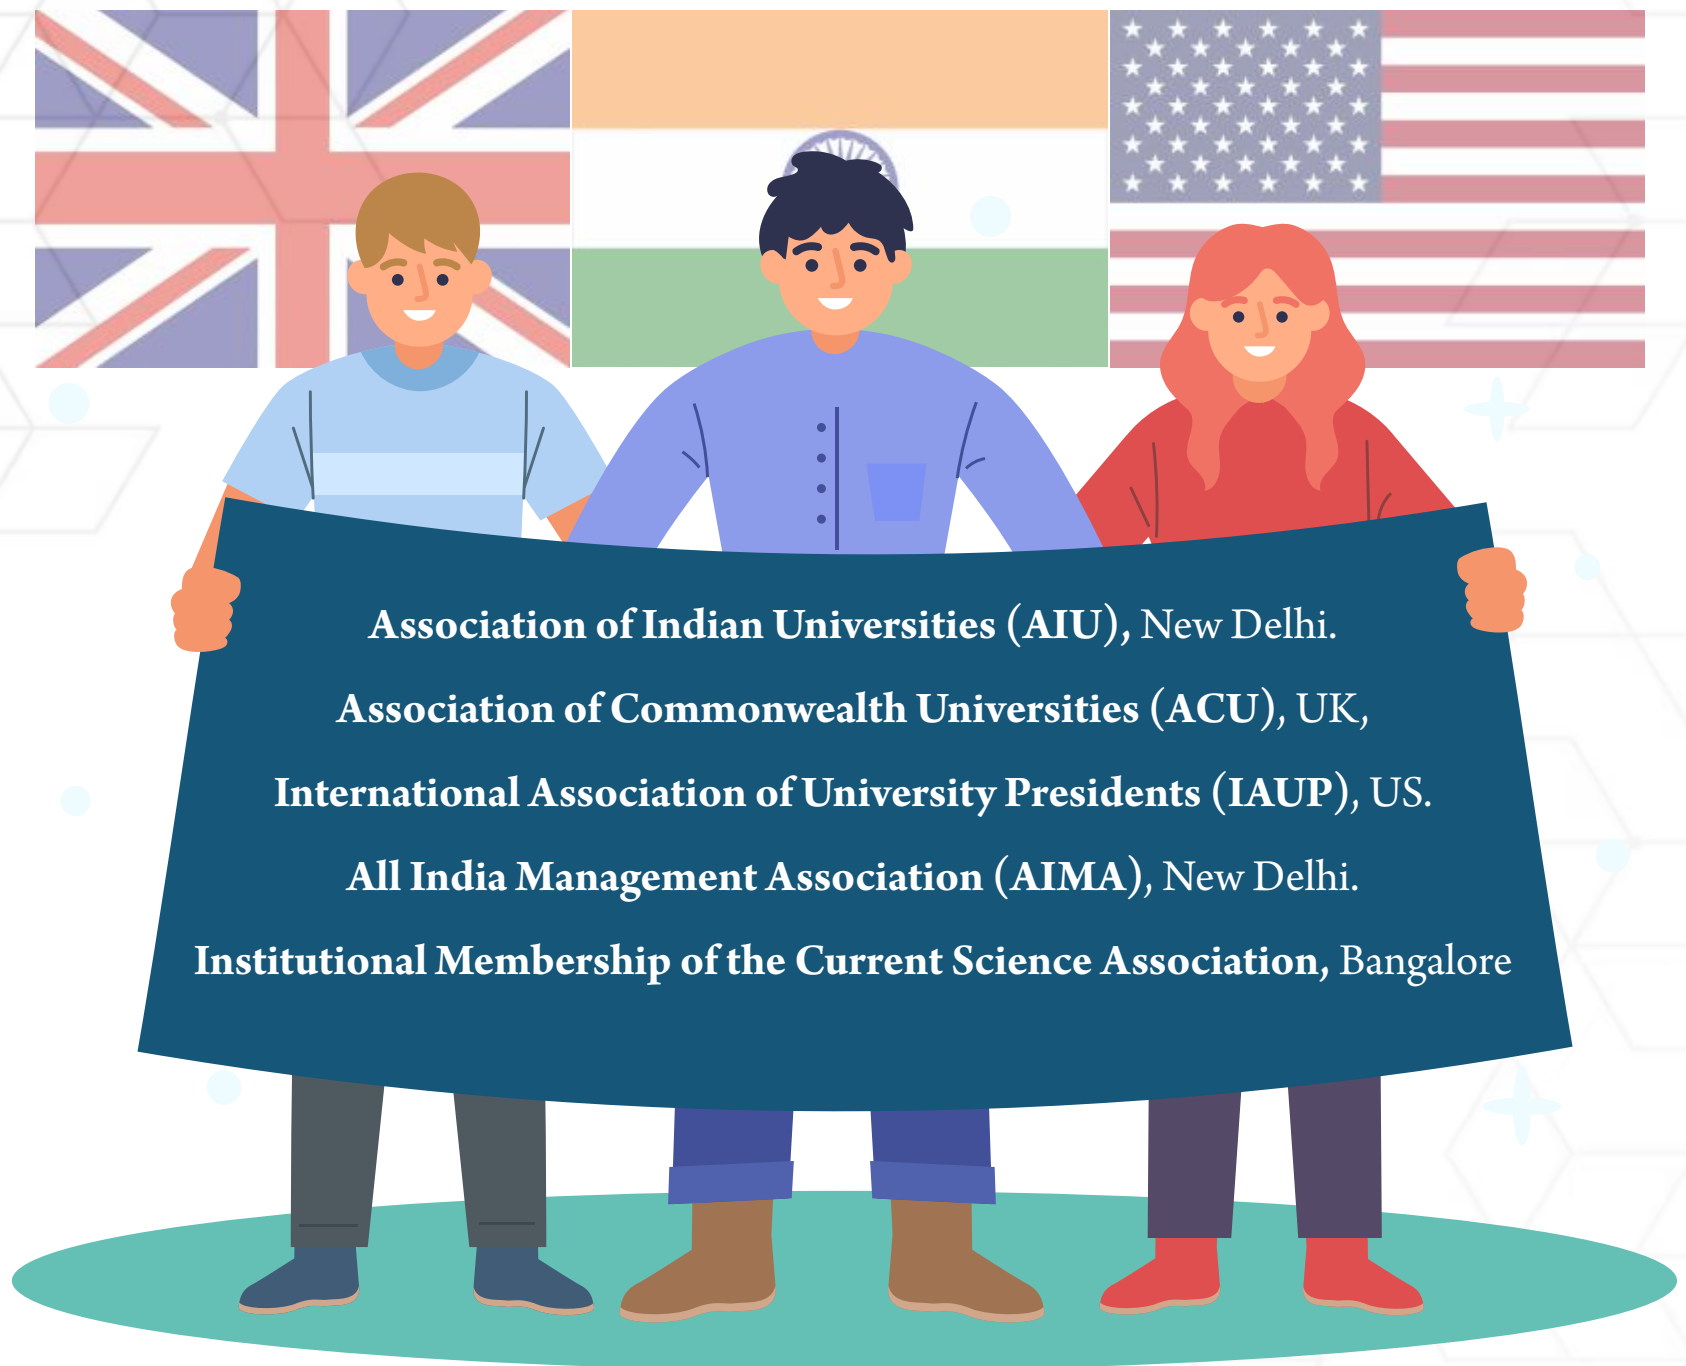 Association of Indian Universities (AIU), New Delhi.
Association of Commonwealth Universities (ACU), UK,
International Association of University Presidents (IAUP), US.
All India Management Association (AIMA), New Delhi.
Institutional Membership of the Current Science Association, Bangalore